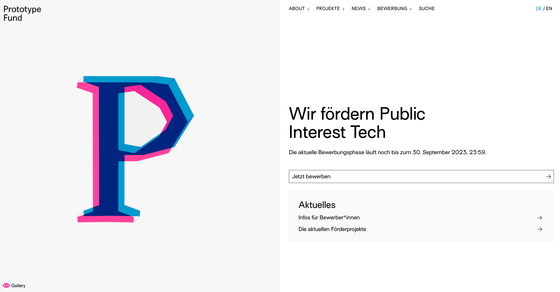 Prototype
Fund
ABOUT ↓ PROJEKTE ↓ NEWS ↓ BEWERBUNG ↓ SUCHE
DE / EN
P
Wir fördern Public
Interest Tech
Die aktuelle Bewerbungsphase läuft noch bis zum 30. September 2023, 23:59.
Jetzt bewerben →
Aktuelles
Infos für Bewerber*innen →
Die aktuellen Förderprojekte →
Gallery